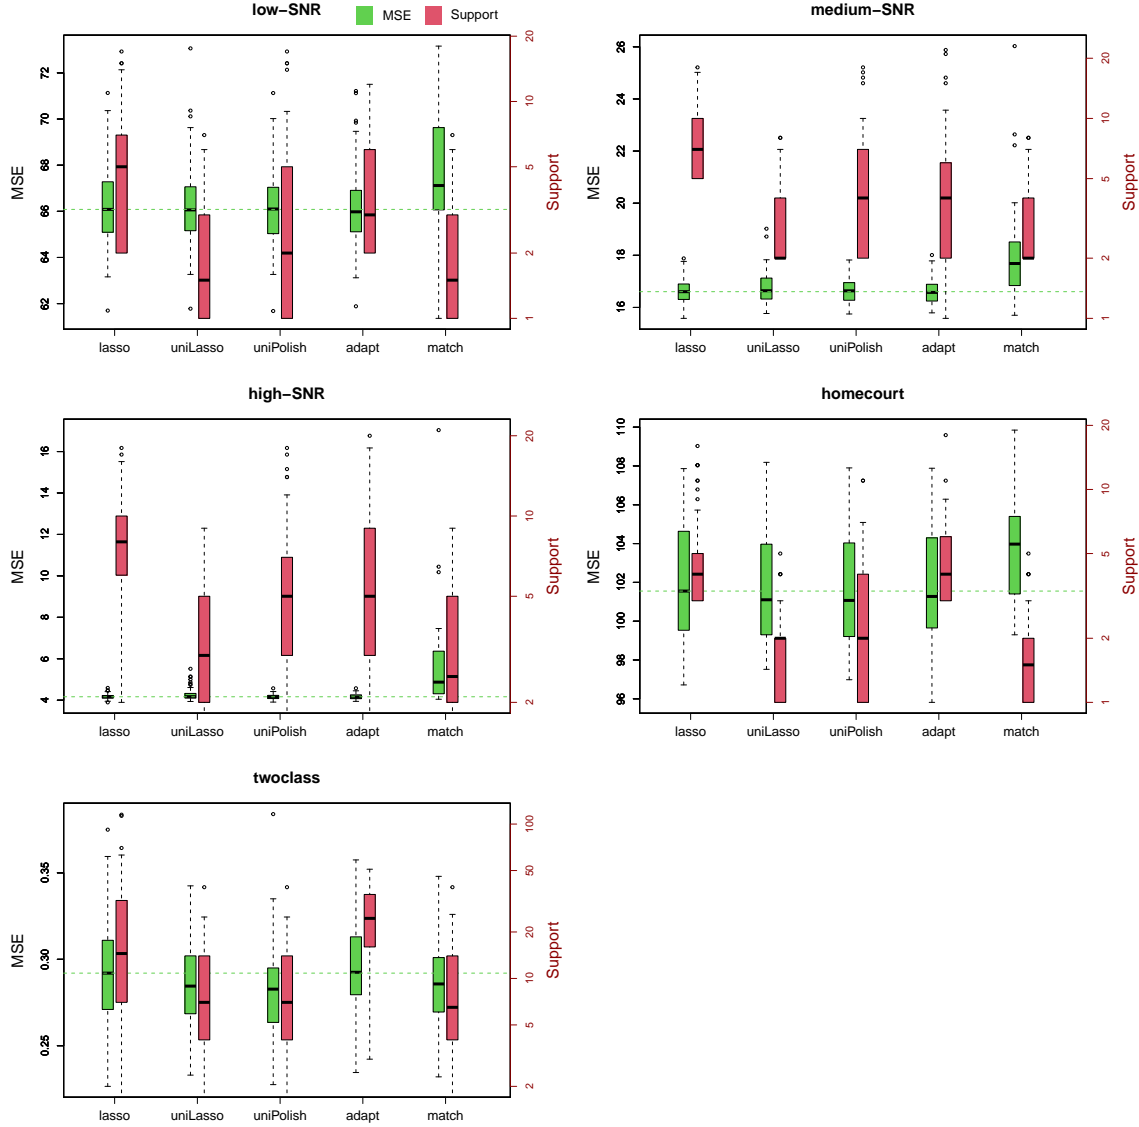 low−SNR
MSE
Support
MSE
62 64 66 68 70 72
1 2 5 10 20
Support
lasso uniLasso uniPolish adapt match
medium−SNR
MSE
16 18 20 22 24 26
1 2 5 10 20
Support
lasso uniLasso uniPolish adapt match
high−SNR
MSE
4 6 8 10 12 14 16
2 5 10 20
Support
lasso uniLasso uniPolish adapt match
homecourt
MSE
96 98 100 102 104 106 108 110
1 2 5 10 20
Support
lasso uniLasso uniPolish adapt match
twoclass
MSE
0.25 0.30 0.35
2 5 10 20 50 100
Support
lasso uniLasso uniPolish adapt match